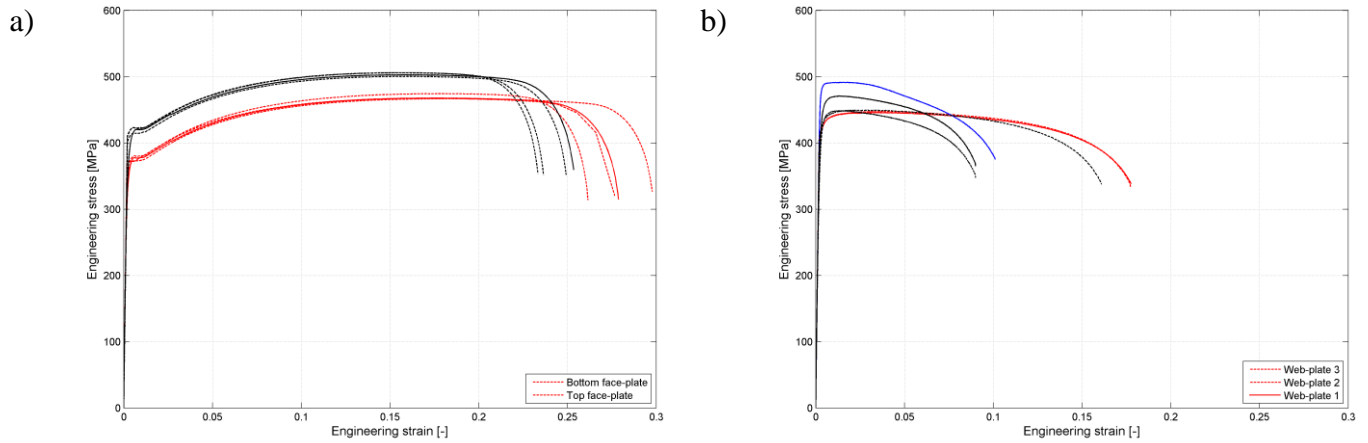 a)
600
500
400
300
400
200
100
0
0
0.05
0.1
0.15
0.2
0.25
0.3
Engineering stress [MPa]
Engineering strain [-]
Bottom face-plate
Top face-plate
b)
600
500
400
300
400
200
100
0
0
0.05
0.1
0.15
0.2
0.25
0.3
Engineering stress [MPa]
Engineering strain [-]
Web-plate 3
Web-plate 2
Web-plate 1